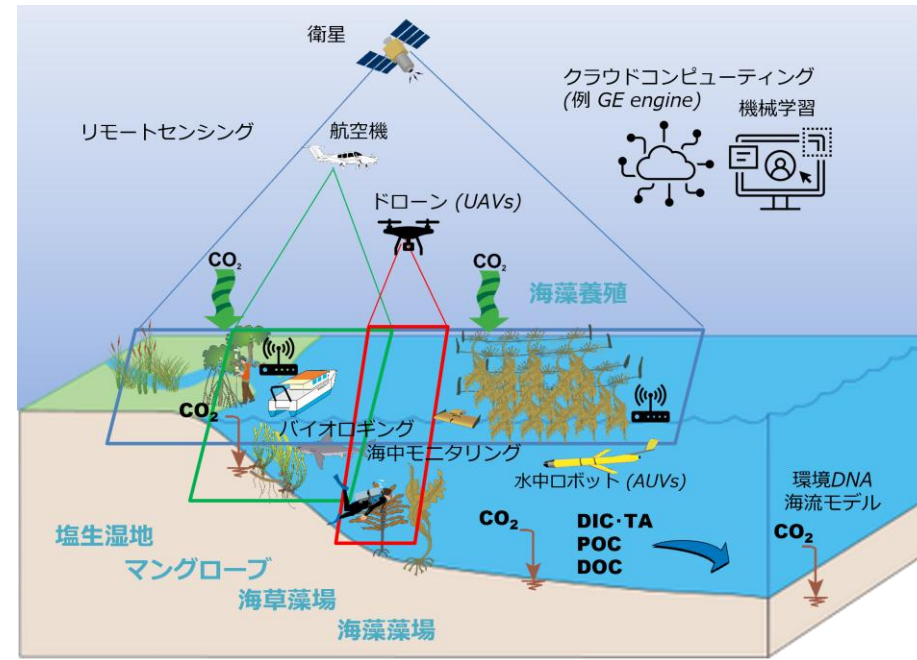 衛星
クラウドコンピューティング
(例 GE engine)
機械学習
リモートセンシング
航空機
ドローン (UAVs)
CO₂
CO₂
海藻養殖
CO₂
バイオロギング
海中モニタリング
水中ロボット (AUVs)
環境DNA
海流モデル
CO₂
DIC·TA
POC
DOC
CO₂
塩生湿地
マングローブ
海草藻場
海藻藻場